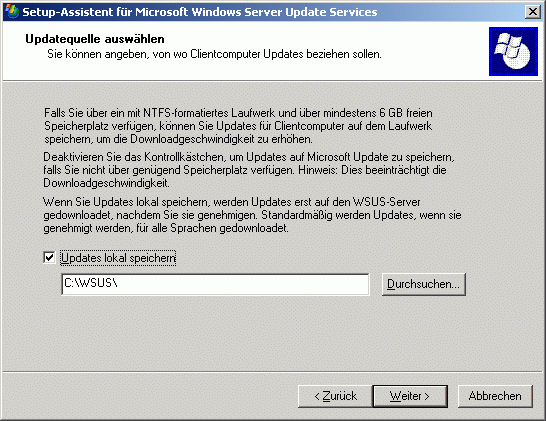 Setup-Assistent für Microsoft Windows Server Update Services
Updatequelle auswählen
Sie können angeben, von wo Clientcomputer Updates beziehen sollen.
Falls Sie über ein mit NTFS-formatiertes Laufwerk und über mindestens 6 GB freien
Speicherplatz verfügen, können Sie Updates für Clientcomputer auf dem Laufwerk
speichern, um die Downloadgeschwindigkeit zu erhöhen.
Deaktivieren Sie das Kontrollkästchen, um Updates auf Microsoft Update zu speichern,
falls Sie nicht über genügend Speicherplatz verfügen. Hinweis: Dies beeinträchtigt die
Downloadgeschwindigkeit.
Wenn Sie Updates lokal speichern, werden Updates erst auf den WSUS-Server
gedownloadet, nachdem Sie sie genehmigen. Standardmäßig werden Updates, wenn sie
genehmigt werden, für alle Sprachen gedownloadet.
Updates lokal speichern
C:\WSUS\
Durchsuchen...
< Zurück
Weiter >
Abbrechen